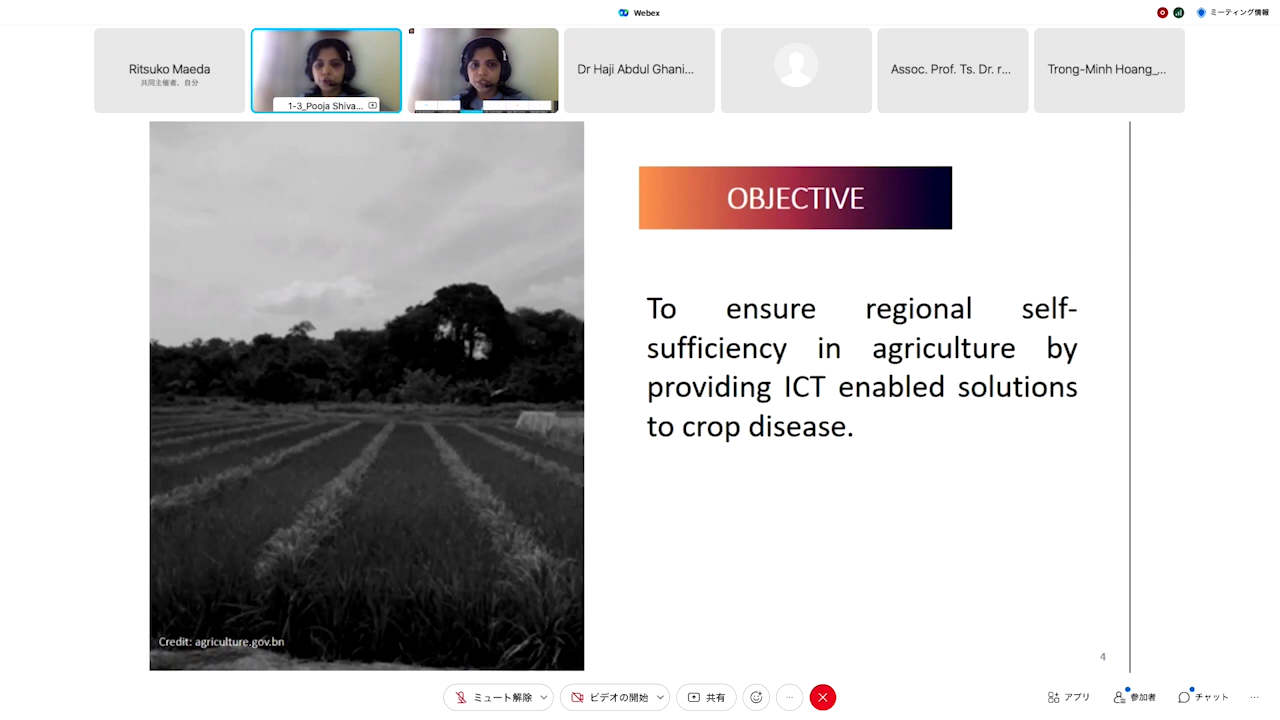 Webex
ミーティング情報
Ritsuko Maeda
共同主催者、自分
1-3_Pooja Shiva...
Dr Haji Abdul Ghani...
Assoc. Prof. Ts. Dr. r...
Trong-Minh Hoang_...
OBJECTIVE
To ensure regional self-
sufficiency in agriculture by
providing ICT enabled solutions
to crop disease.
Credit: agriculture.gov.bn
4
ミュート解除
ビデオの開始
共有
アプリ
参加者
チャット